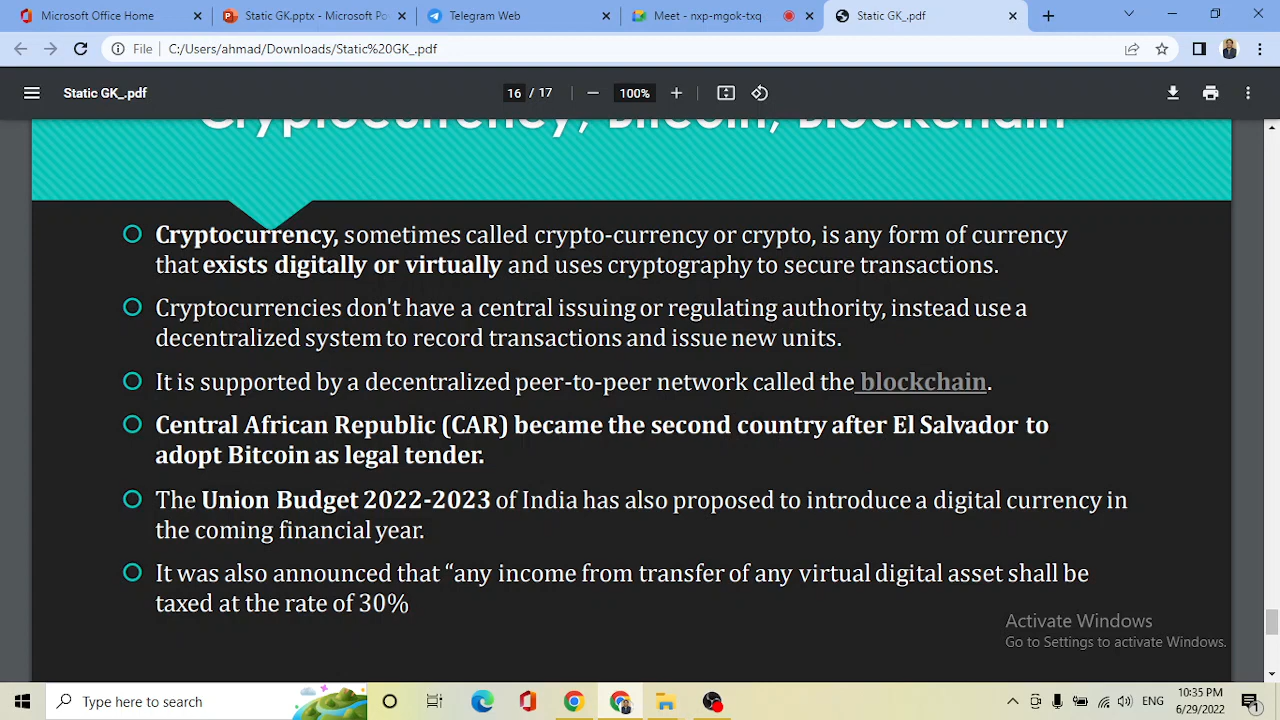 Microsoft Office Home
Static GK.pptx - Microsoft Po
Telegram Web
Meet - nxp-mgok-txq
Static GK_.pdf
File
C:/Users/ahmad/Downloads/Static%20GK_.pdf
Static GK_.pdf
16 / 17
100%
Cryptocurrency, Bitcoin, Blockchain
Cryptocurrency, sometimes called crypto-currency or crypto, is any form of currency
that exists digitally or virtually and uses cryptography to secure transactions.
Cryptocurrencies don't have a central issuing or regulating authority, instead use a
decentralized system to record transactions and issue new units.
It is supported by a decentralized peer-to-peer network called the blockchain.
Central African Republic (CAR) became the second country after El Salvador to
adopt Bitcoin as legal tender.
The Union Budget 2022-2023 of India has also proposed to introduce a digital currency in
the coming financial year.
It was also announced that “any income from transfer of any virtual digital asset shall be
taxed at the rate of 30%
Activate Windows
Go to Settings to activate Windows.
Type here to search
ENG
10:35 PM
6/29/2022
1